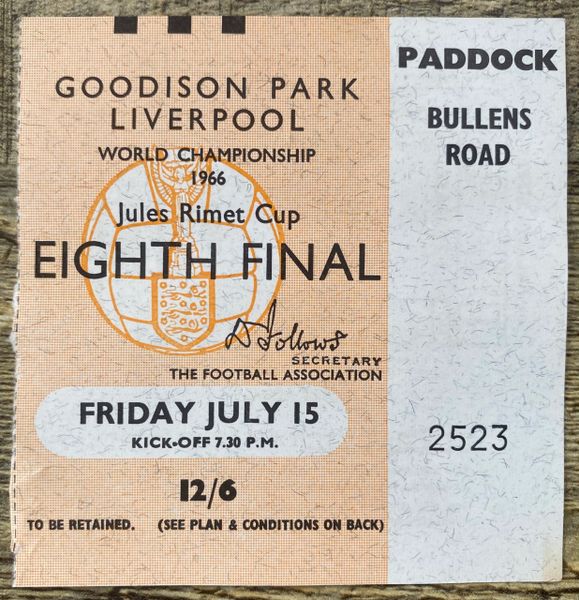 GOODISON PARK
LIVERPOOL
WORLD CHAMPIONSHIP
1966
Jules Rimet Cup
EIGHTH FINAL
D Follows
SECRETARY
THE FOOTBALL ASSOCIATION
FRIDAY JULY 15
KICK-OFF 7.30 P.M.
12/6
TO BE RETAINED. (SEE PLAN & CONDITIONS ON BACK)
PADDOCK
BULLENS
ROAD
2523